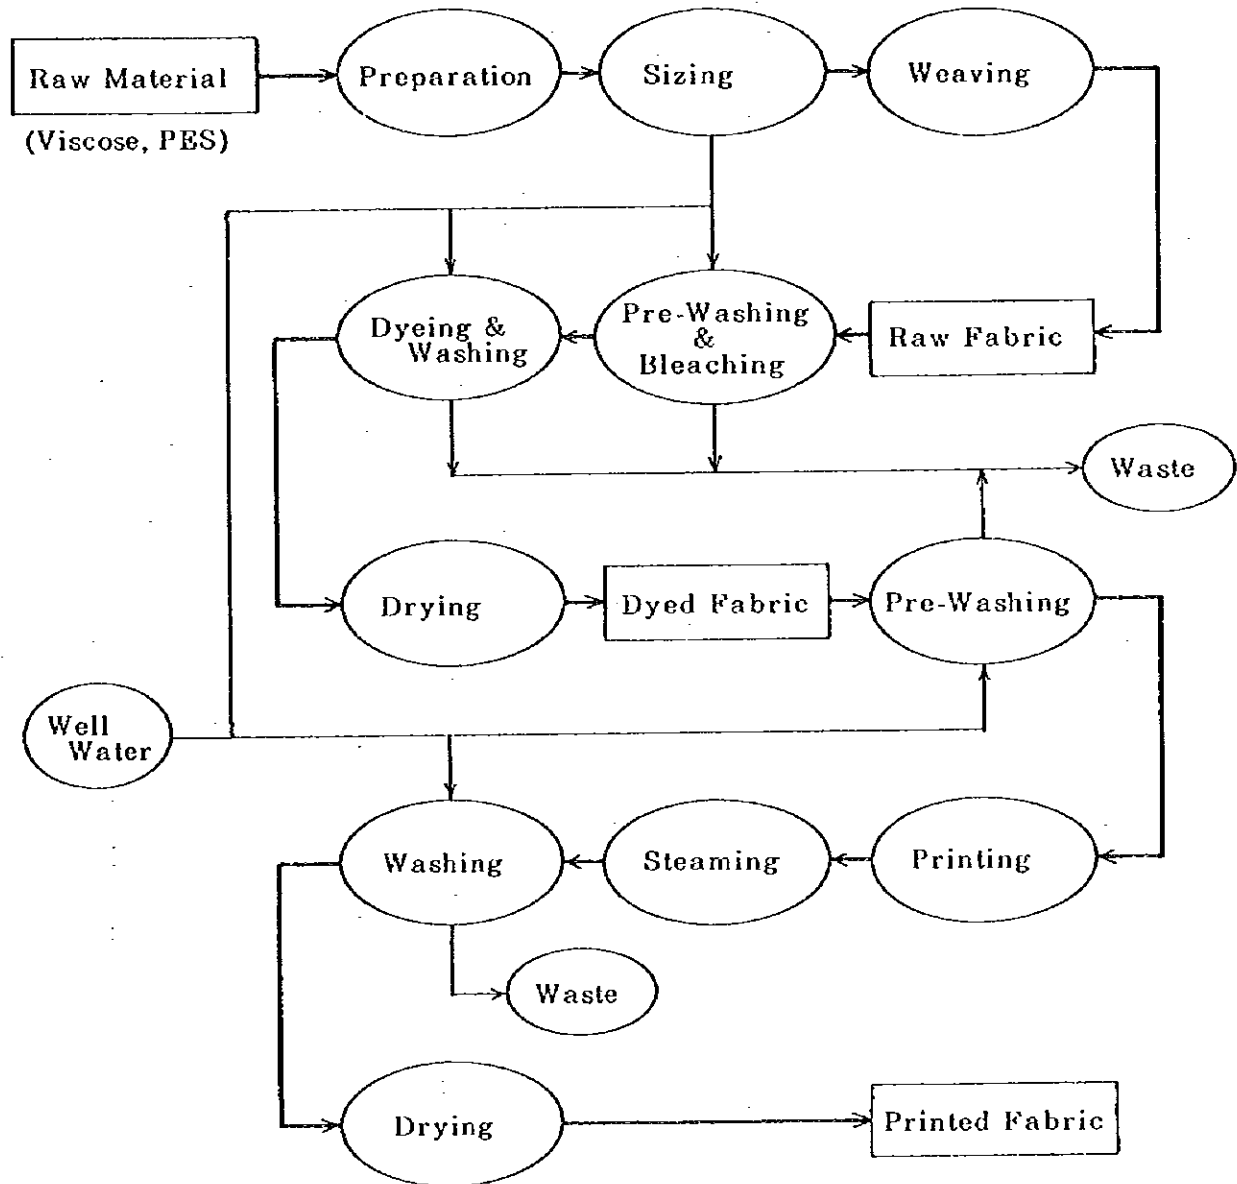 Raw Material
(Viscose, PES)
Preparation
Sizing
Weaving
Dyeing &
Washing
Pre-Washing
&
Bleaching
Raw Fabric
Waste
Drying
Dyed Fabric
Pre-Washing
Well
Water
Washing
Steaming
Printing
Waste
Drying
Printed Fabric